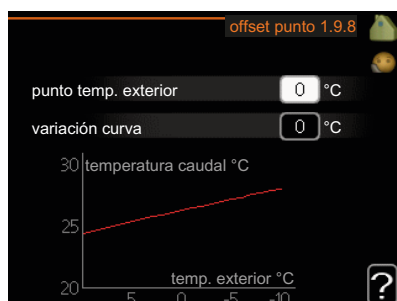 offset punto 1.9.8
punto temp. exterior 0 °C
variación curva 0 °C
30 temperatura caudal °C
25
temp. exterior °C
20
5 0 -5 -10
?